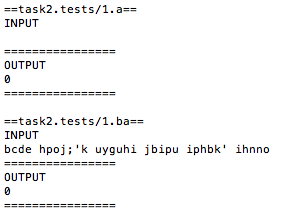 ==task2.tests/1.a==
INPUT

================
OUTPUT
0
================

==task2.tests/1.ba==
INPUT
bcde hpoj;'k uyguhi jbipu iphbk' ihnno
================
OUTPUT
0
================